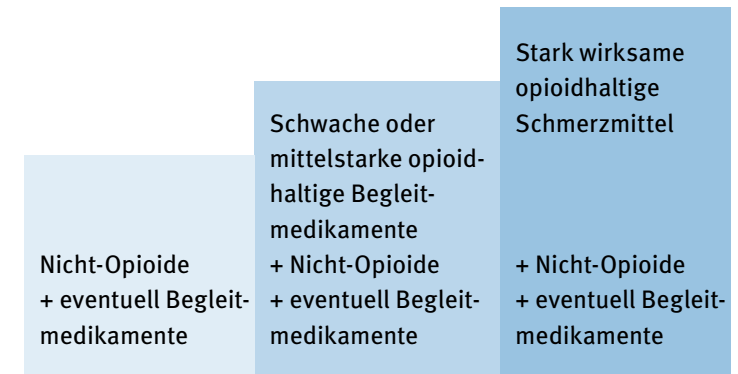 Nicht-Opioide
+ eventuell Begleit-
medikamente
Schwache oder
mittelstarke opioid-
haltige Begleit-
medikamente
+ Nicht-Opioide
+ eventuell Begleit-
medikamente
Stark wirksame
opioidhaltige
Schmerzmittel
+ Nicht-Opioide
+ eventuell Begleit-
medikamente